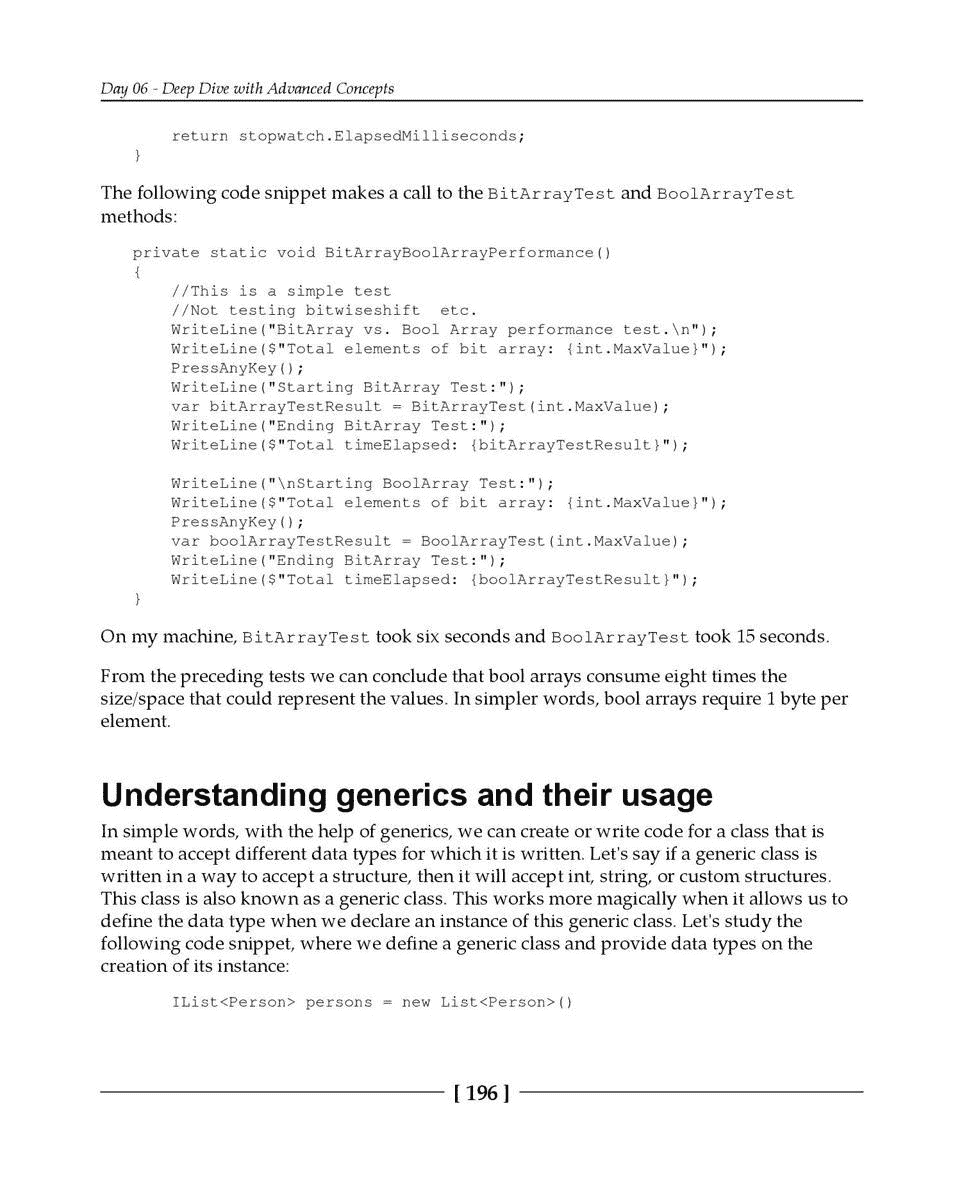 Day 06 - Deep Dive with Advanced Concepts
return stopwatch.ElapsedMilliseconds;
}
The following code snippet makes a call to the BitArrayTest and BoolArrayTest
methods:
private static void BitArrayBoolArrayPerformance()
{
//This is a simple test
//Not testing bitwiseshift  etc.
WriteLine("BitArray vs. Bool Array performance test.\n");
WriteLine($"Total elements of bit array: {int.MaxValue}");
PressAnyKey();
WriteLine("Starting BitArray Test:");
var bitArrayTestResult = BitArrayTest(int.MaxValue);
WriteLine("Ending BitArray Test:");
WriteLine($"Total timeElapsed: {bitArrayTestResult}");
WriteLine("\nStarting BoolArray Test:");
WriteLine($"Total elements of bit array: {int.MaxValue}");
PressAnyKey();
var boolArrayTestResult = BoolArrayTest(int.MaxValue);
WriteLine("Ending BitArray Test:");
WriteLine($"Total timeElapsed: {boolArrayTestResult}");
}
On my machine, BitArrayTest took six seconds and BoolArrayTest took 15 seconds.
From the preceding tests we can conclude that bool arrays consume eight times the
size/space that could represent the values. In simpler words, bool arrays require 1 byte per
element.
Understanding generics and their usage
In simple words, with the help of generics, we can create or write code for a class that is
meant to accept different data types for which it is written. Let's say if a generic class is
written in a way to accept a structure, then it will accept int, string, or custom structures.
This class is also known as a generic class. This works more magically when it allows us to
define the data type when we declare an instance of this generic class. Let's study the
following code snippet, where we define a generic class and provide data types on the
creation of its instance:
IList<Person> persons = new List<Person>()
[ 196 ]